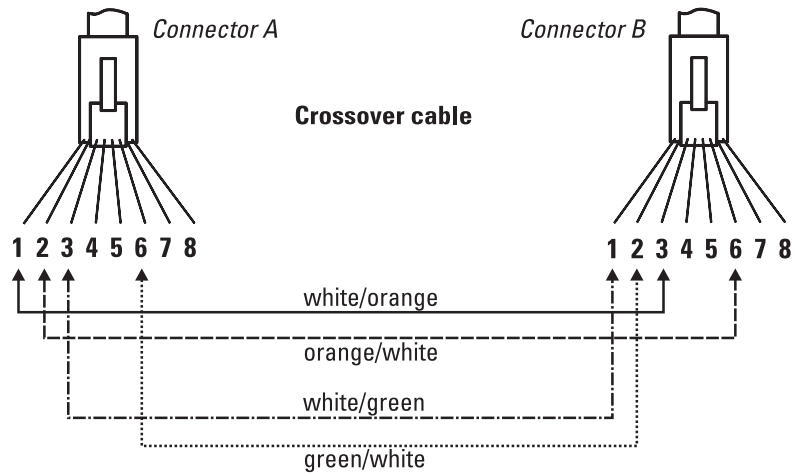 Connector A
Connector B
Crossover cable
1 2 3 4 5 6 7 8
1 2 3 4 5 6 7 8
white/orange
orange/white
white/green
green/white